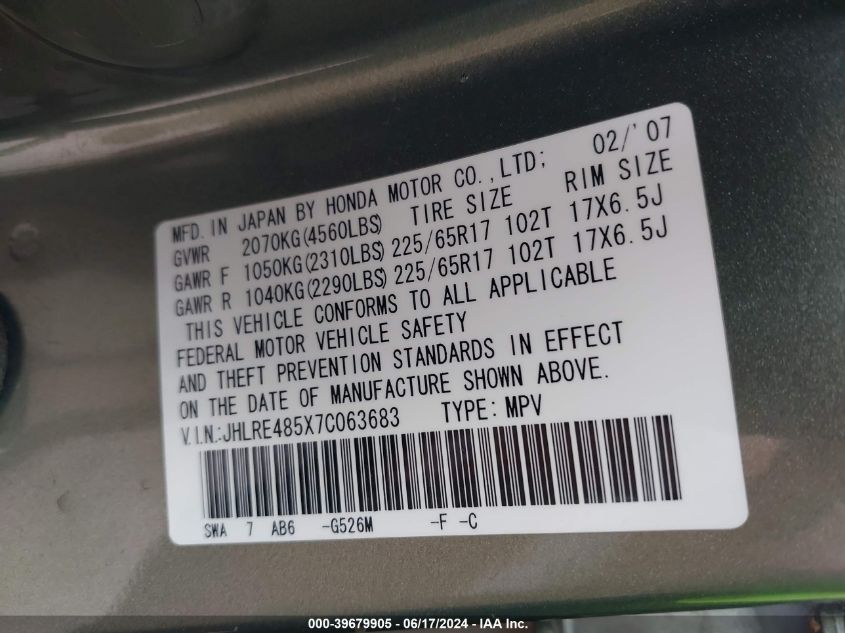 MFD. IN JAPAN BY HONDA MOTOR CO., LTD; 02/'07
GVWR 2070KG(4560LBS) TIRE SIZE RIM SIZE
GAWR F 1050KG(2310LBS) 225/65R17 102T 17X6.5J
GAWR R 1040KG(2290LBS) 225/65R17 102T 17X6.5J
THIS VEHICLE CONFORMS TO ALL APPLICABLE
FEDERAL MOTOR VEHICLE SAFETY
AND THEFT PREVENTION STANDARDS IN EFFECT
ON THE DATE OF MANUFACTURE SHOWN ABOVE.
V.I.N.:JHLRE485X7C063683 TYPE: MPV
SWA 7 AB6 -G526M -F -C
000-39679905 - 06/17/2024 - IAA Inc.